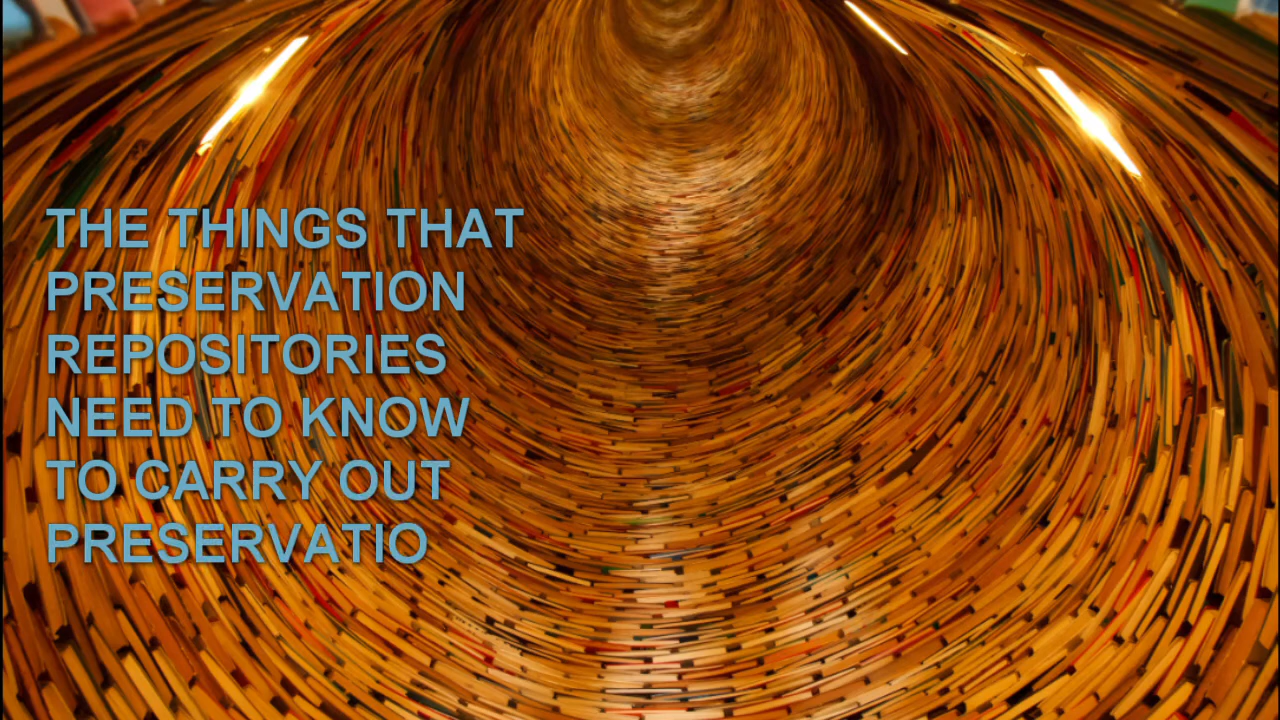 THE THINGS THAT
PRESERVATION
REPOSITORIES
NEED TO KNOW
TO CARRY OUT
PRESERVATIO